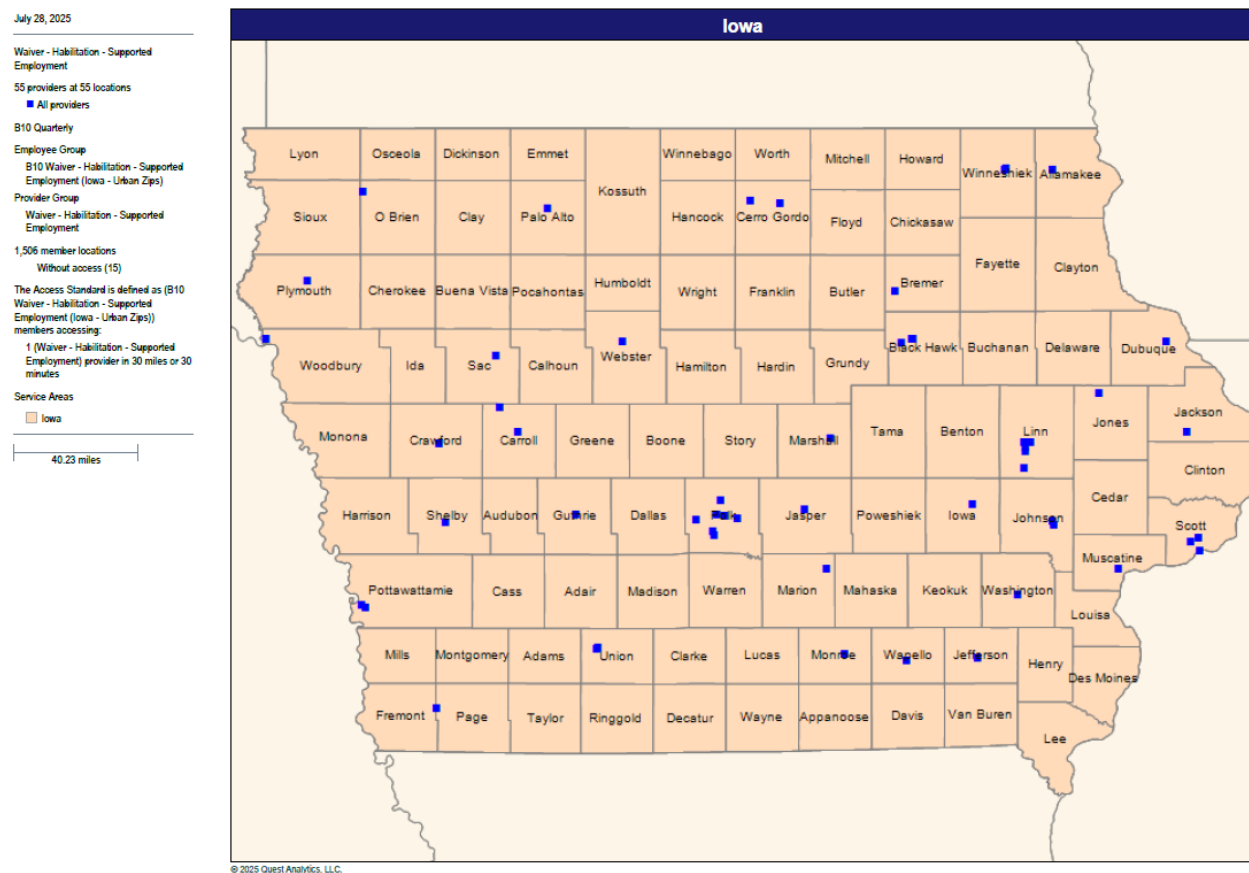 July 28, 2025
Waiver - Habilitation - Supported
Employment
55 providers at 55 locations
All providers
B10 Quarterly
Employee Group
B10 Waiver - Habilitation - Supported
Employment (Iowa - Urban Zips)
Provider Group
Waiver - Habilitation - Supported
Employment
1,506 member locations
Without access (15)
The Access Standard is defined as (B10
Waiver - Habilitation - Supported
Employment (Iowa - Urban Zips))
members accessing:
1 (Waiver - Habilitation - Supported
Employment) provider in 30 miles or 30
minutes
Service Areas
Iowa
40.23 miles
Iowa
Lyon Osceola Dickinson Emmet Winnebago Worth Mitchell Howard Winneshiek Allamakee
Kossuth
Sioux O Brien Clay Palo Alto Hancock Cerro Gordo Floyd Chickasaw
Fayette Clayton
Plymouth Cherokee Buena Vista Pocahontas Humboldt Wright Franklin Butler Bremer
Woodbury Ida Sac Calhoun Webster Hamilton Hardin Grundy Black Hawk Buchanan Delaware Dubuque
Monona Crawford Carroll Greene Boone Story Marshall Tama Benton Linn Jones Jackson
Clinton
Harrison Shelby Audubon Guthrie Dallas Polk Jasper Poweshiek Iowa Johnson Cedar Scott
Muscatine
Pottawattamie Cass Adair Madison Warren Marion Mahaska Keokuk Washington Louisa
Mills Montgomery Adams Union Clarke Lucas Monroe Wapello Jefferson Henry Des Moines
Fremont Page Taylor Ringgold Decatur Wayne Appanoose Davis Van Buren Lee
© 2025 Quest Analytics, LLC.